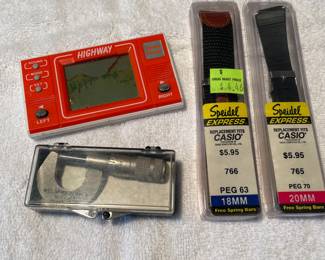 HIGHWAY
LEFT
RIGHT
Speidel
EXPRESS
REPLACEMENT FITS
CASIO
$5.95
766
PEG 63
18MM
Free Spring Bars
Speidel
EXPRESS
REPLACEMENT FITS
CASIO
$5.95
765
PEG 70
20MM
Free Spring Bars